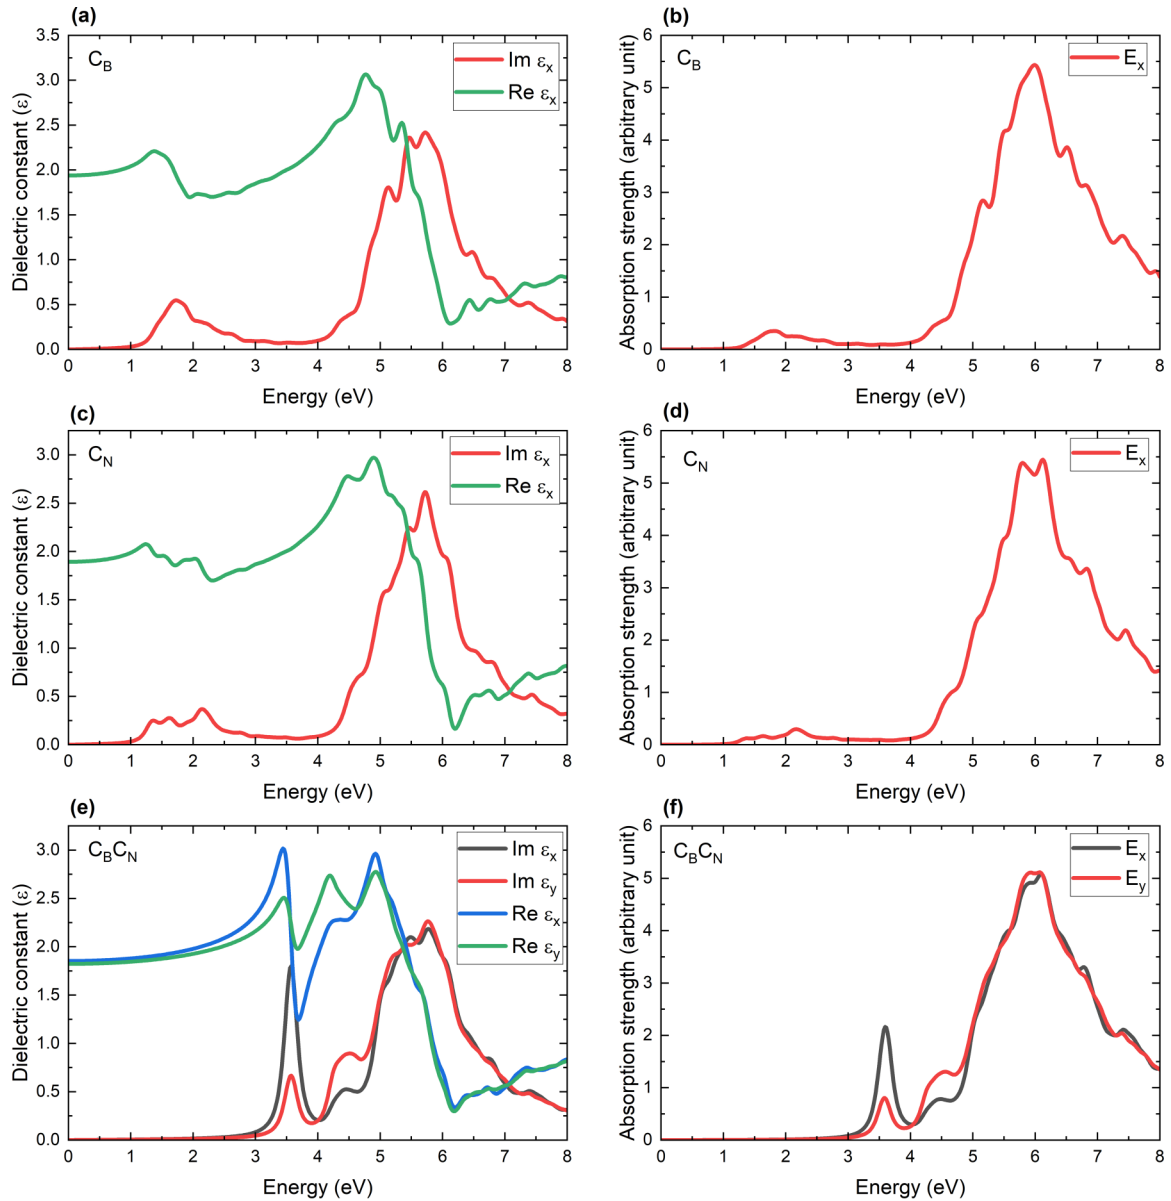 (a)
C_B
Im ε_x
Re ε_x
Dielectric constant (ε)
3.5
3.0
2.5
2.0
1.5
1.0
0.5
0.0
0 1 2 3 4 5 6 7 8
Energy (eV)
(b)
C_B
E_x
Absorption strength (arbitrary unit)
6
5
4
3
2
1
0
0 1 2 3 4 5 6 7 8
Energy (eV)
(c)
C_N
Im ε_x
Re ε_x
Dielectric constant (ε)
3.0
2.5
2.0
1.5
1.0
0.5
0.0
0 1 2 3 4 5 6 7 8
Energy (eV)
(d)
C_N
E_x
Absorption strength (arbitrary unit)
6
5
4
3
2
1
0
0 1 2 3 4 5 6 7 8
Energy (eV)
(e)
C_BC_N
Im ε_x
Im ε_y
Re ε_x
Re ε_y
Dielectric constant (ε)
3.0
2.5
2.0
1.5
1.0
0.5
0.0
0 1 2 3 4 5 6 7 8
Energy (eV)
(f)
C_BC_N
E_x
E_y
Absorption strength (arbitrary unit)
6
5
4
3
2
1
0
0 1 2 3 4 5 6 7 8
Energy (eV)